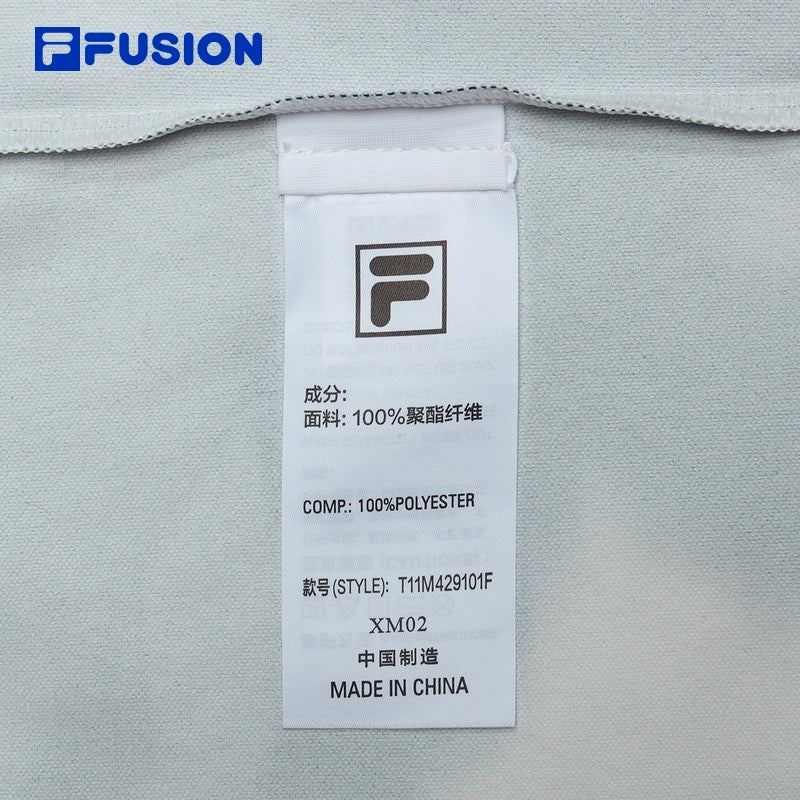 FUSION
成分:
面料: 100%聚酯纤维
COMP.: 100%POLYESTER
款号(STYLE): T11M429101F
XM02
中国制造
MADE IN CHINA